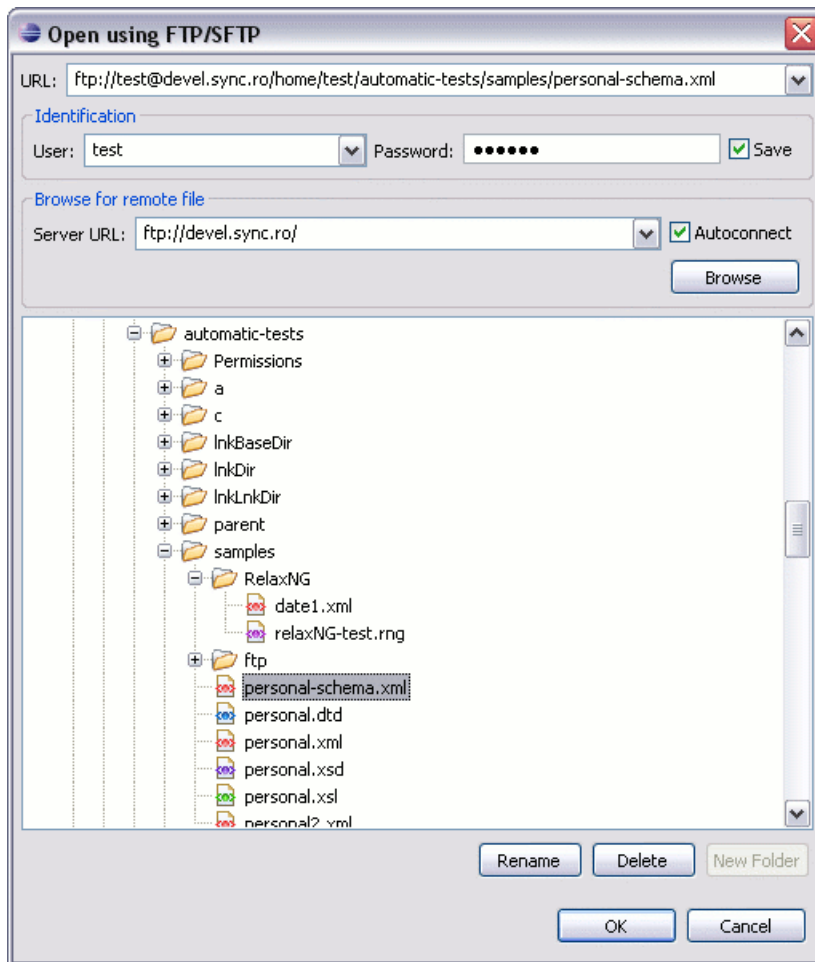 Open using FTP/SFTP
URL: ftp://test@devel.sync.ro/home/test/automatic-tests/samples/personal-schema.xml
Identification
User: test Password: ●●●●●● Save
Browse for remote file
Server URL: ftp://devel.sync.ro/ Autoconnect
Browse
automatic-tests
Permissions
a
c
lnkBaseDir
lnkDir
lnkLnkDir
parent
samples
RelaxNG
date1.xml
relaxNG-test.rng
ftp
personal-schema.xml
personal.dtd
personal.xml
personal.xsd
personal.xsl
personal2.xml
Rename Delete New Folder
OK Cancel